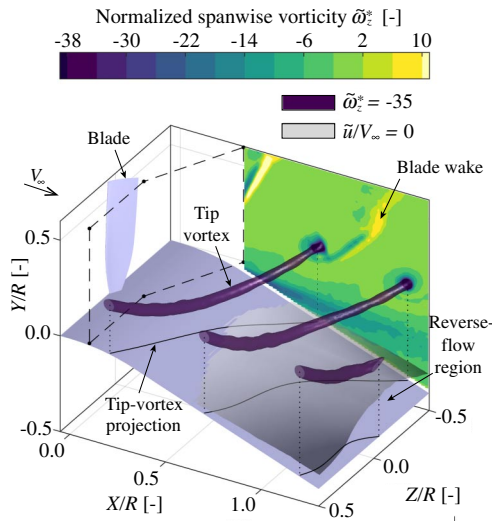 Normalized spanwise vorticity ω̃*z [-]
-38 -30 -22 -14 -6 2 10
ω̃*z = -35
ũ/V∞ = 0
Blade
Blade wake
V∞
Tip
vortex
0.5
Y/R [-]
0.0
Reverse-
flow
region
Tip-vortex
projection
-0.5
-0.5
0.0
0.0
0.5
Z/R [-]
X/R [-]
1.0
0.5